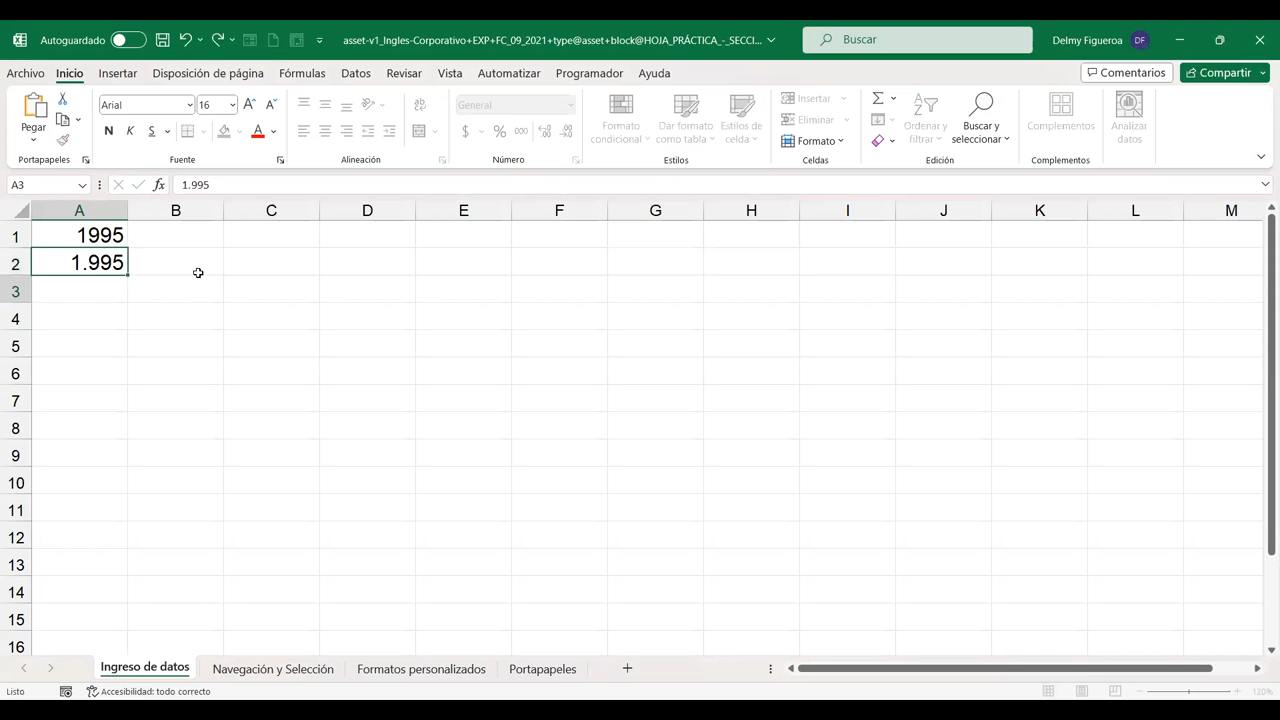 Autoguardado
asset-v1_Ingles-Corporativo+EXP+FC_09_2021+type@asset+block@HOJA_PRÁCTICA_-_SECCI...
Buscar
Delmy Figueroa DF
Archivo Inicio Insertar Disposición de página Fórmulas Datos Revisar Vista Automatizar Programador Ayuda
Comentarios Compartir
Pegar
Arial 16
N K S
General
$ % 000
Formato condicional
Dar formato como tabla
Estilos de celda
Insertar
Eliminar
Formato
Ordenar y filtrar
Buscar y seleccionar
Complementos
Analizar datos
Portapapeles Fuente Alineación Número Estilos Celdas Edición Complementos
A3 fx 1.995
A B C D E F G H I J K L M
1 1995
2 1.995
3
4
5
6
7
8
9
10
11
12
13
14
15
16
Ingreso de datos Navegación y Selección Formatos personalizados Portapapeles
Listo Accesibilidad: todo correcto 120%